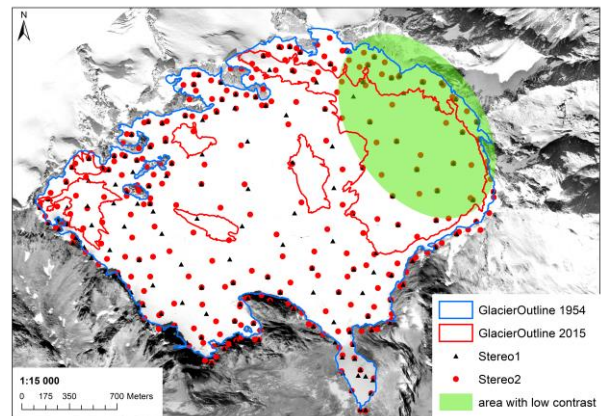 N
GlacierOutline 1954
GlacierOutline 2015
Stereo1
Stereo2
area with low contrast
1:15 000
0 175 350 700 Meters